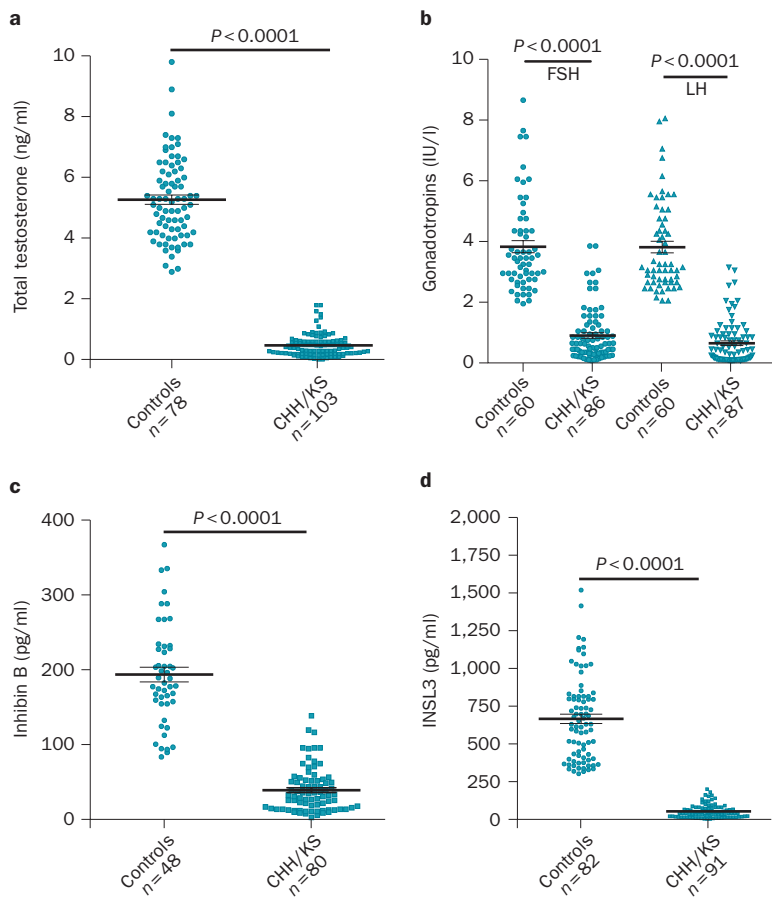 a
P<0.0001
Total testosterone (ng/ml)
10
8
6
4
2
0
Controls
n=78
CHH/KS
n=103
b
P<0.0001
FSH
P<0.0001
LH
Gonadotropins (IU/l)
10
8
6
4
2
0
Controls
n=60
CHH/KS
n=86
Controls
n=60
CHH/KS
n=87
c
P<0.0001
Inhibin B (pg/ml)
400
300
200
100
0
Controls
n=48
CHH/KS
n=80
d
P<0.0001
INSL3 (pg/ml)
2,000
1,750
1,500
1,250
1,000
750
500
250
0
Controls
n=82
CHH/KS
n=91